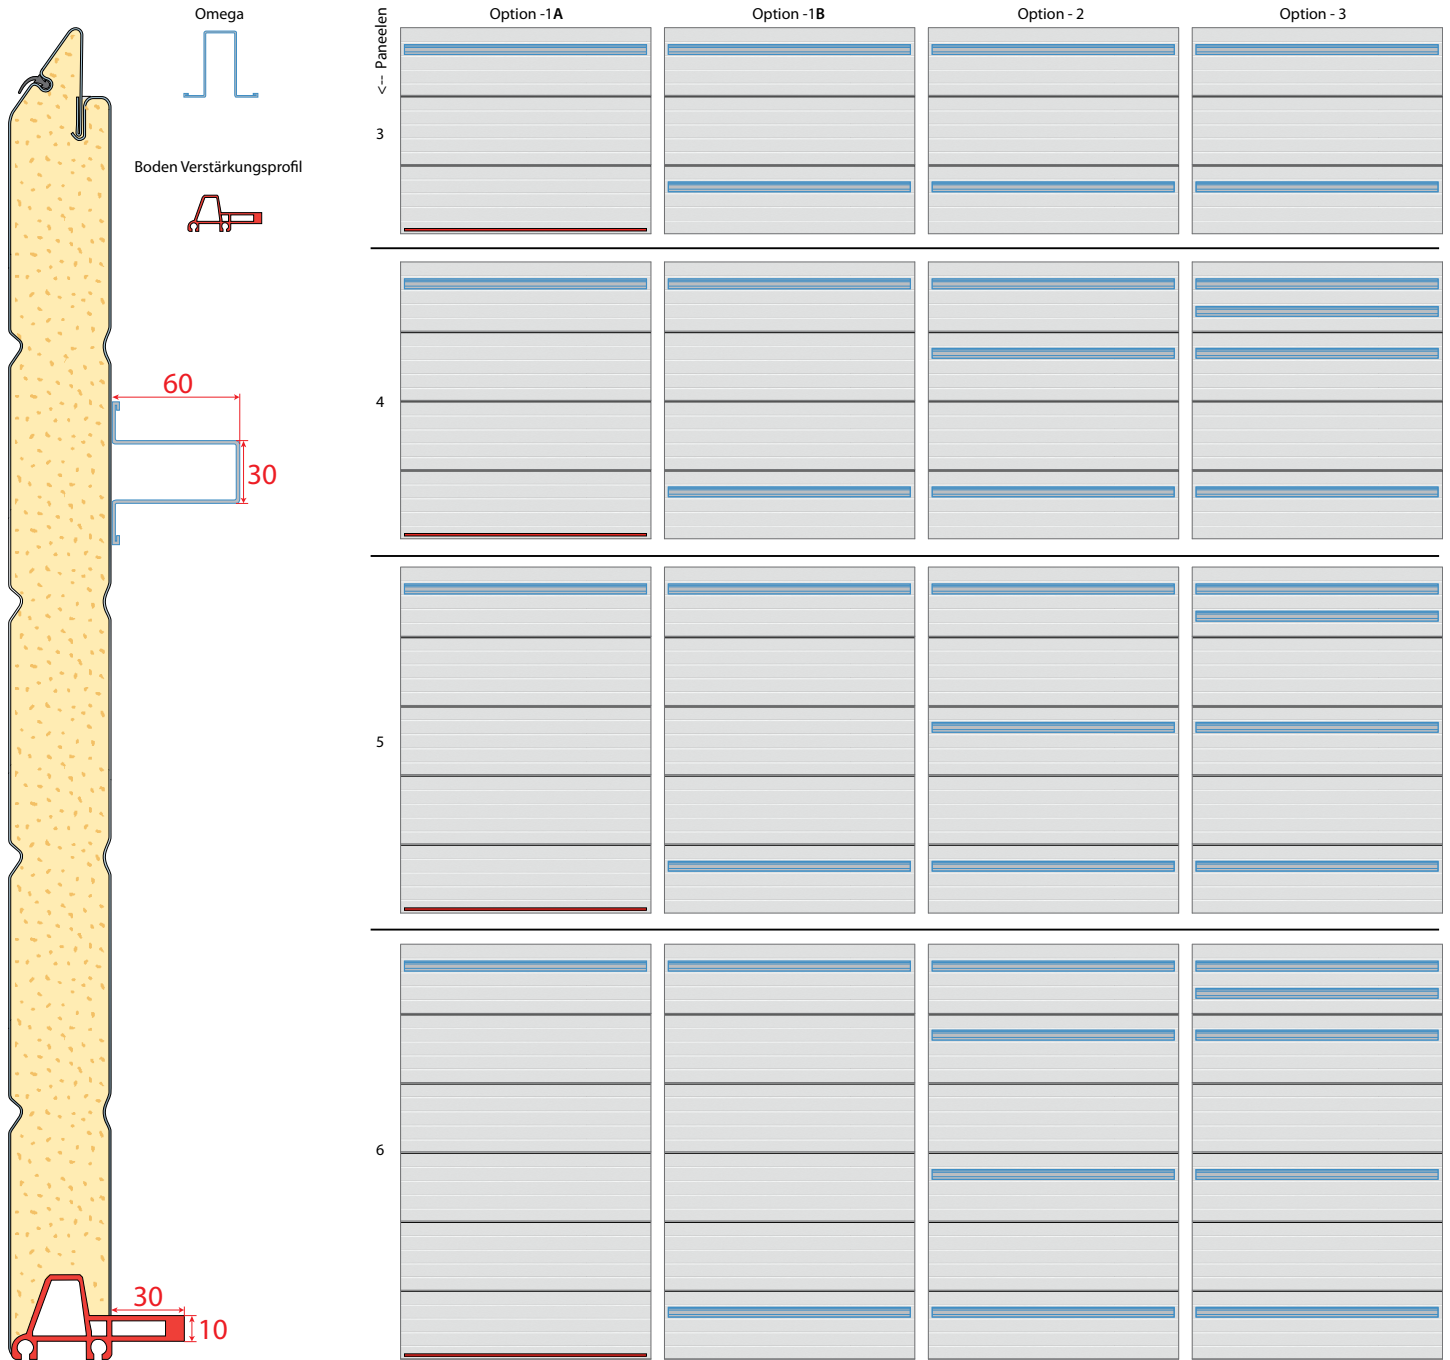 Omega
Boden Verstärkungsprofil
60
30
30
10
<-- Paneelen
Option -1A
Option -1B
Option - 2
Option - 3
3
4
5
6